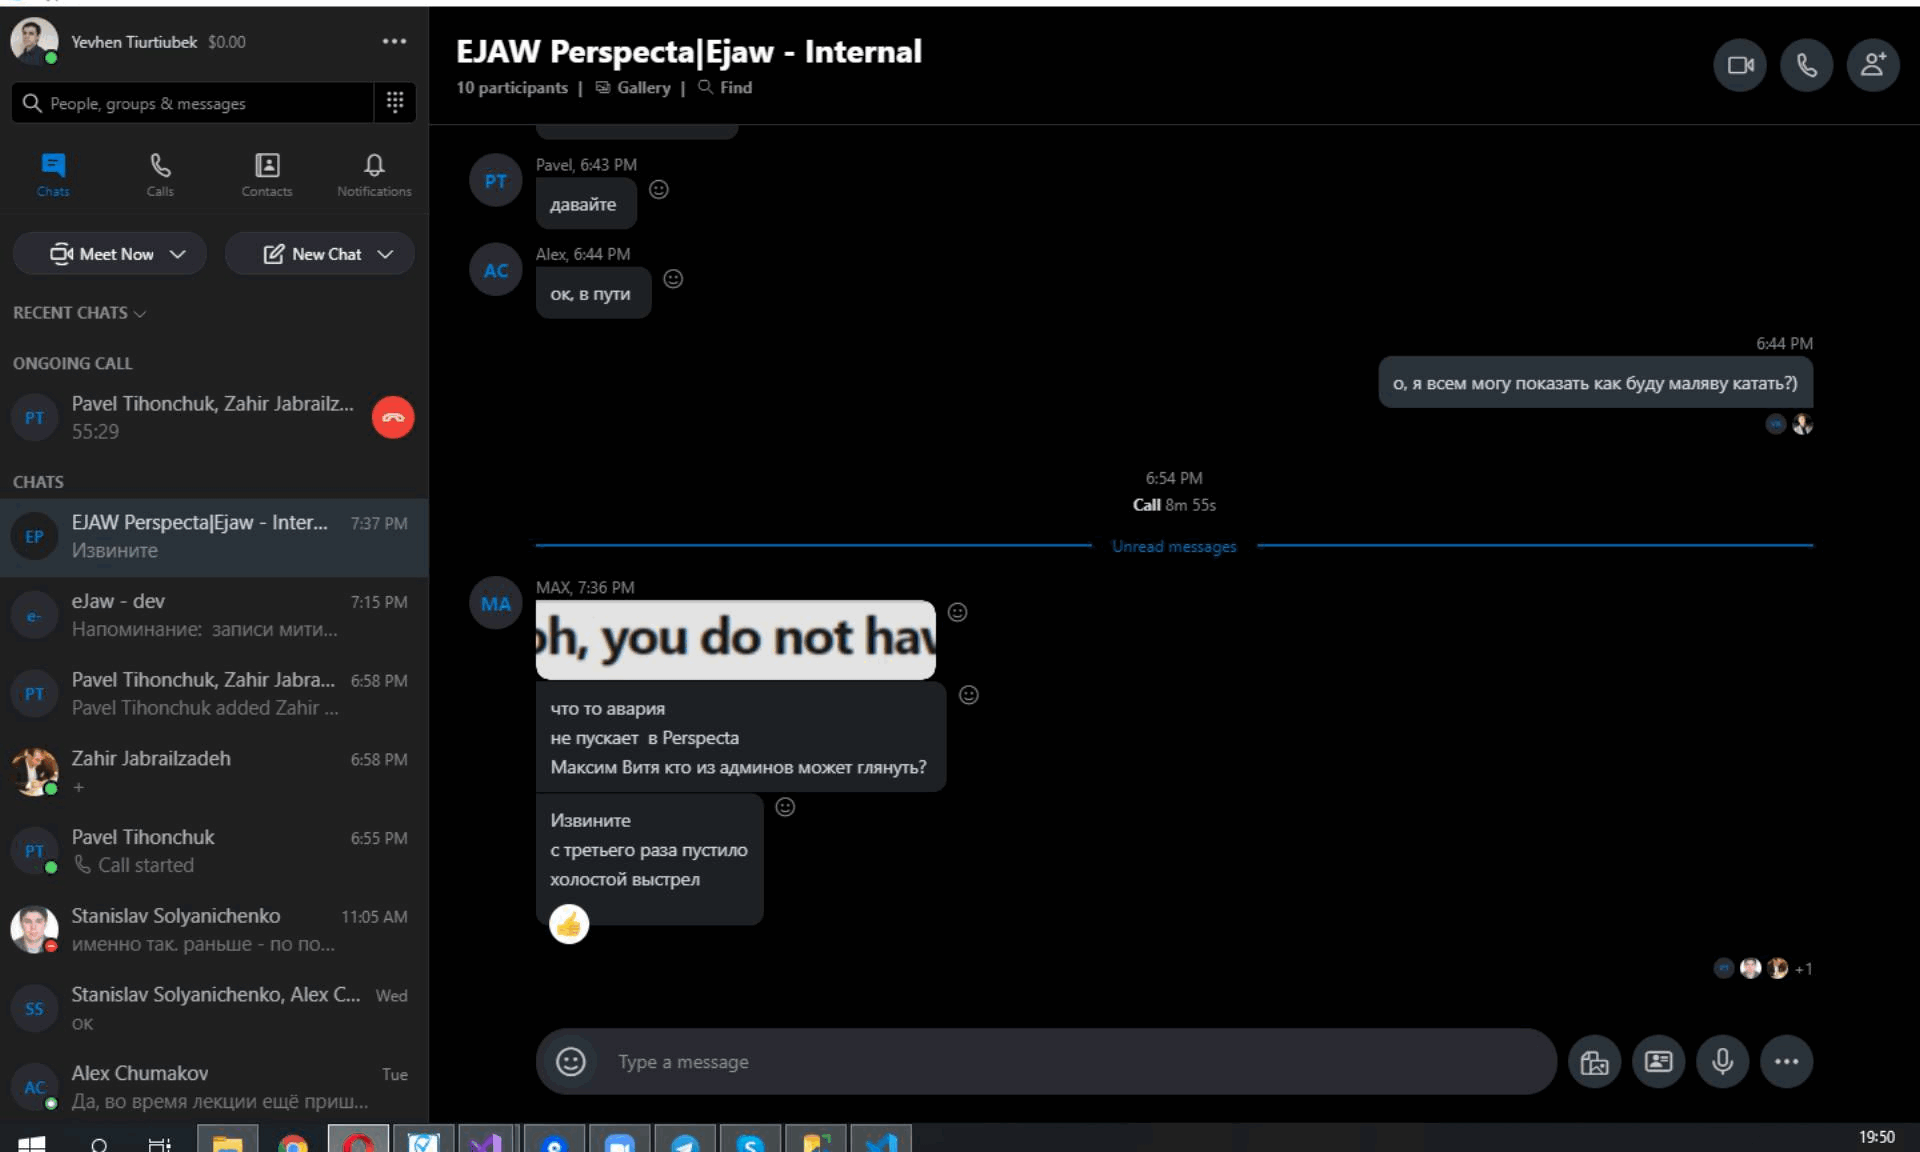 Yevhen Tiurtiubek $0.00
People, groups & messages
Chats
Calls
Contacts
Notifications
Meet Now
New Chat
RECENT CHATS
ONGOING CALL
Pavel Tihonchuk, Zahir Jabrailz...
55:29
CHATS
EP
EJAW Perspecta|Ejaw - Inter... 7:37 PM
Извините
e-
eJaw - dev 7:15 PM
Напоминание: записи мити...
PT
Pavel Tihonchuk, Zahir Jabra... 6:58 PM
Pavel Tihonchuk added Zahir ...
Zahir Jabrailzadeh 6:58 PM
+
PT
Pavel Tihonchuk 6:55 PM
Call started
Stanislav Solyanichenko 11:05 AM
именно так. раньше - по по...
SS
Stanislav Solyanichenko, Alex C... Wed
ок
AC
Alex Chumakov Tue
Да, во время лекции ещё приш...
EJAW Perspecta|Ejaw - Internal
10 participants | Gallery | Find
PT
Pavel, 6:43 PM
давайте
AC
Alex, 6:44 PM
ок, в пути
6:44 PM
о, я всем могу показать как буду маляву катать?)
6:54 PM
Call 8m 55s
Unread messages
MA
MAX, 7:36 PM
oh, you do not hav
что то авария
не пускает в Perspecta
Максим Витя кто из админов может глянуть?
Извините
с третьего раза пустило
холостой выстрел
+1
Type a message
19:50